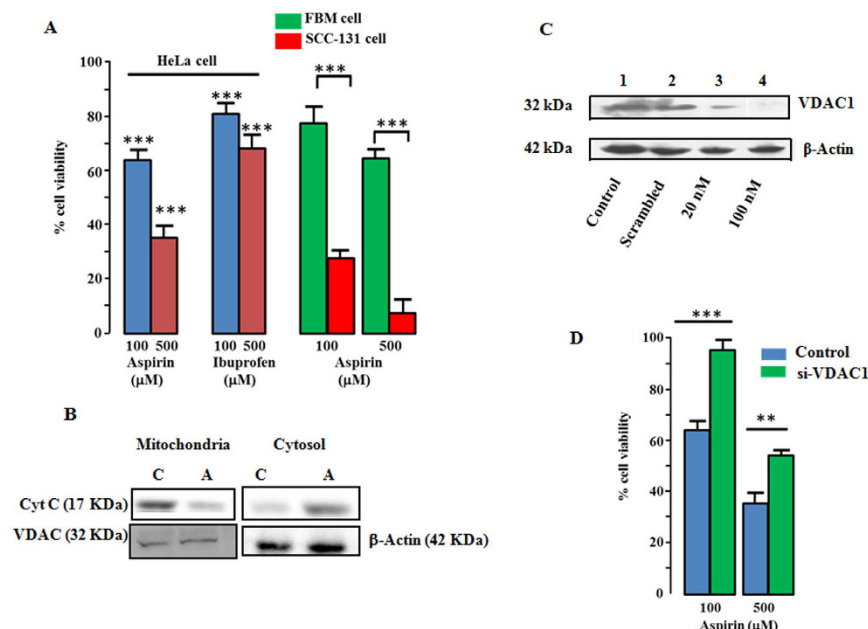 A
FBM cell
SCC-131 cell
HeLa cell
% cell viability
100
80
60
40
20
0
***
***
***
***
***
***
100 500
Aspirin
(μM)
100 500
Ibuprofen
(μM)
100
500
Aspirin
(μM)
B
Mitochondria
Cytosol
C A
C A
Cyt C (17 KDa)
VDAC (32 KDa)
β-Actin (42 KDa)
C
1 2 3 4
32 kDa
VDAC1
42 kDa
β-Actin
Control
Scrambled
20 nM
100 nM
D
Control
si-VDAC1
% cell viability
100
80
60
40
20
0
***
**
100
500
Aspirin (μM)